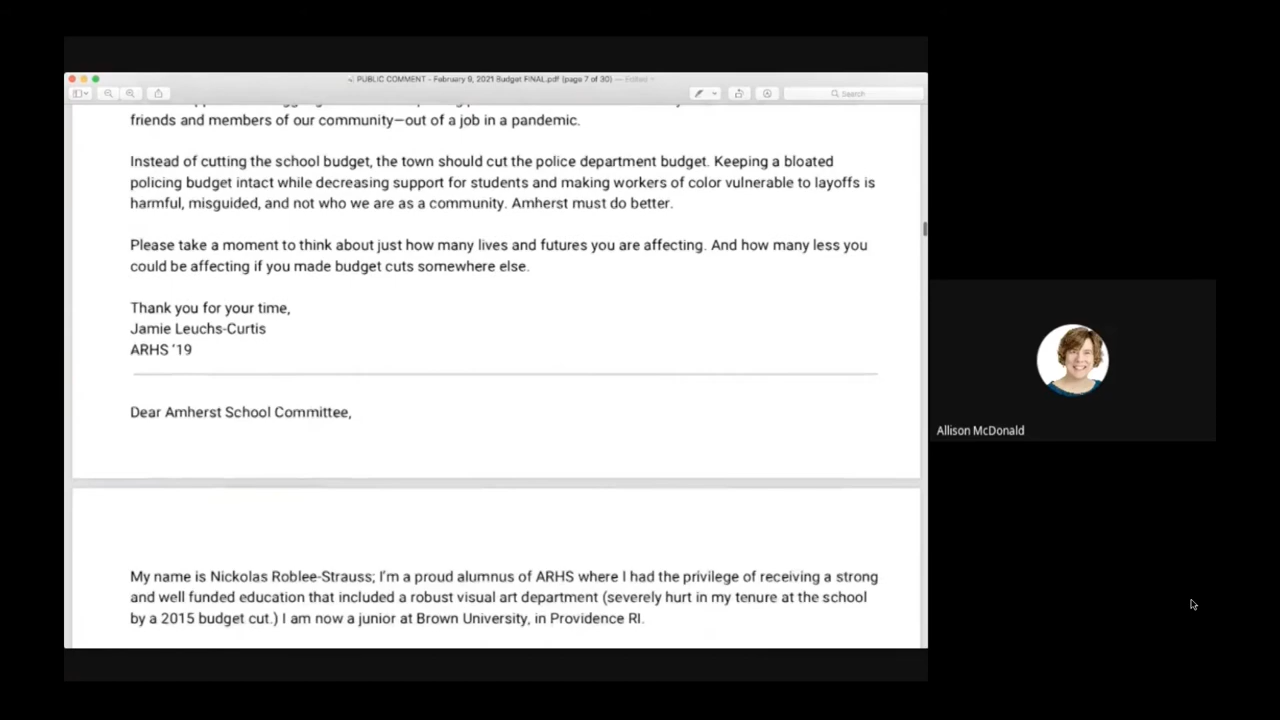 PUBLIC COMMENT - February 9, 2021 Budget FINAL.pdf (page 7 of 30) — Edited
Search
friends and members of our community—out of a job in a pandemic.
Instead of cutting the school budget, the town should cut the police department budget. Keeping a bloated
policing budget intact while decreasing support for students and making workers of color vulnerable to layoffs is
harmful, misguided, and not who we are as a community. Amherst must do better.
Please take a moment to think about just how many lives and futures you are affecting. And how many less you
could be affecting if you made budget cuts somewhere else.
Thank you for your time,
Jamie Leuchs-Curtis
ARHS '19
Dear Amherst School Committee,
My name is Nickolas Roblee-Strauss; I'm a proud alumnus of ARHS where I had the privilege of receiving a strong
and well funded education that included a robust visual art department (severely hurt in my tenure at the school
by a 2015 budget cut.) I am now a junior at Brown University, in Providence RI.
Allison McDonald